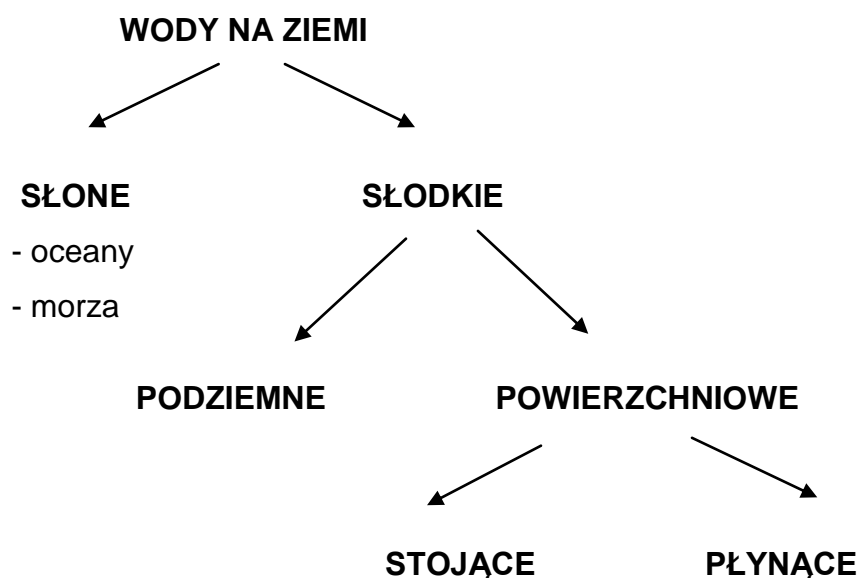 WODY NA ZIEMI
SŁONE SŁODKIE
- oceany
- morza
PODZIEMNE POWIERZCHNIOWE
STOJĄCE PŁYNĄCE